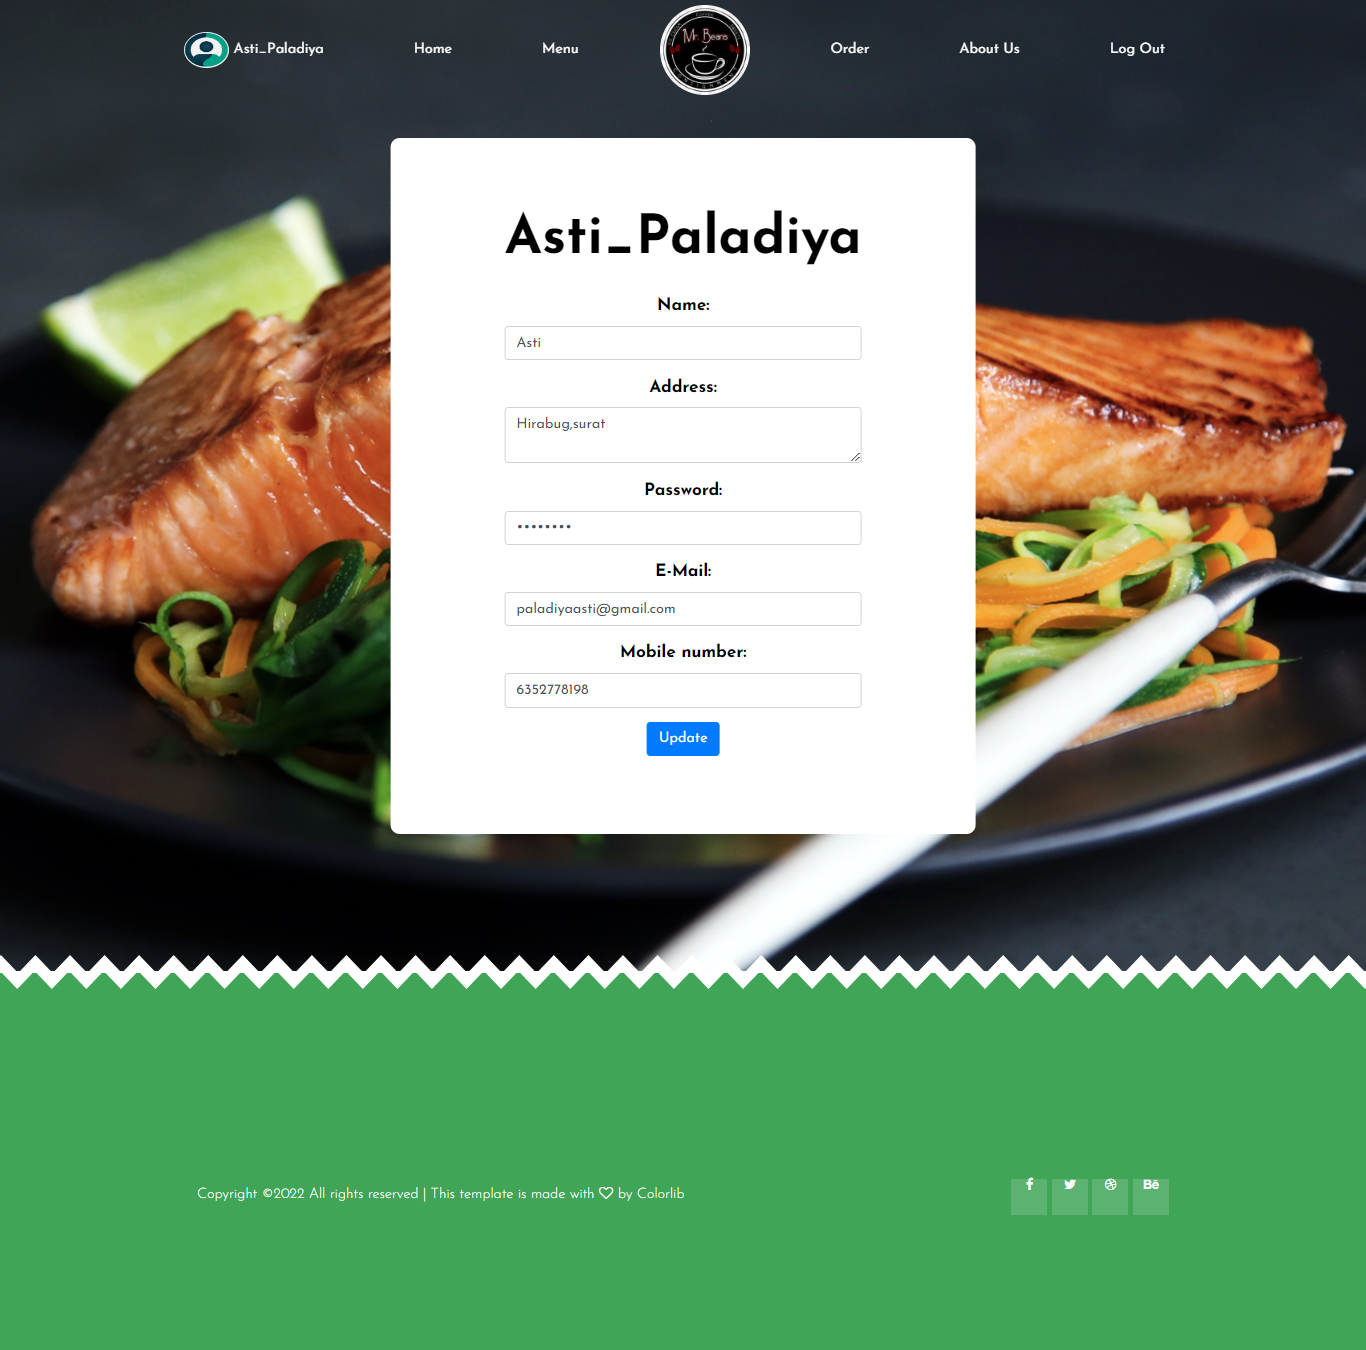 Asti_Paladiya Home Menu Mr. Beans Order About Us Log Out
Asti_Paladiya
Name:
Asti
Address:
Hirabug,surat
Password:
••••••••
E-Mail:
paladiyaasti@gmail.com
Mobile number:
6352778198
Update
Copyright ©2022 All rights reserved | This template is made with ♡ by Colorlib